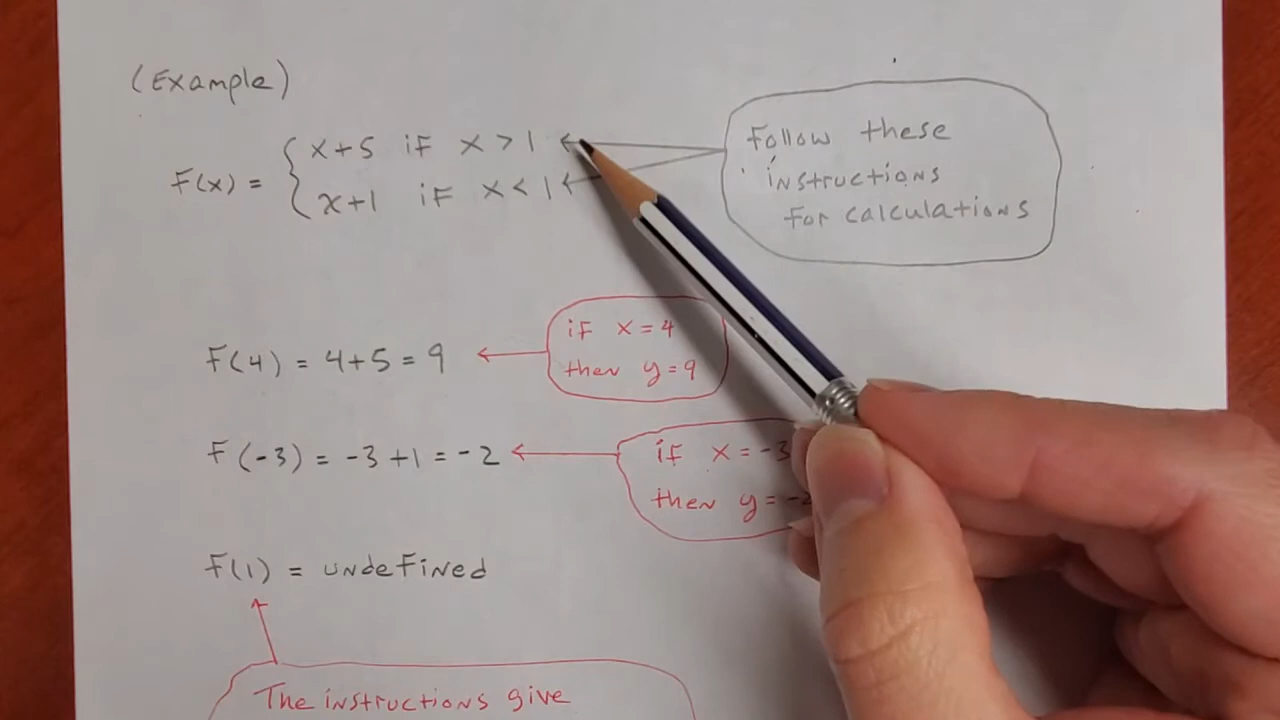 (Example)
F(x) = { x+5 if x > 1
x+1 if x < 1
Follow these
instructions
for calculations
F(4) = 4+5 = 9
if x = 4
then y = 9
F(-3) = -3+1 = -2
if x = -3
then y = -2
F(1) = undefined
The instructions give